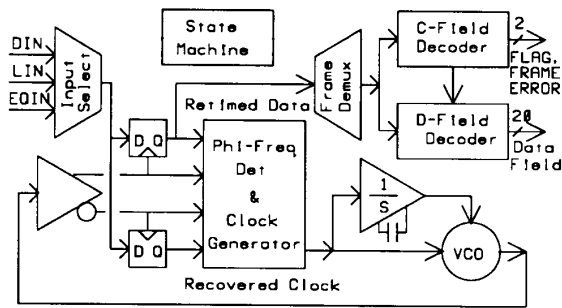 DIN
LIN
EQIN
Input
Select
State
Machine
Retimed Data
Frame
Demux
C-Field
Decoder
2
FLAG,
FRAME
ERROR
D-Field
Decoder
20
Data
Field
D Q
Phi-Freq
Det
&
Clock
Generator
D Q
1
S
VCO
Recovered Clock